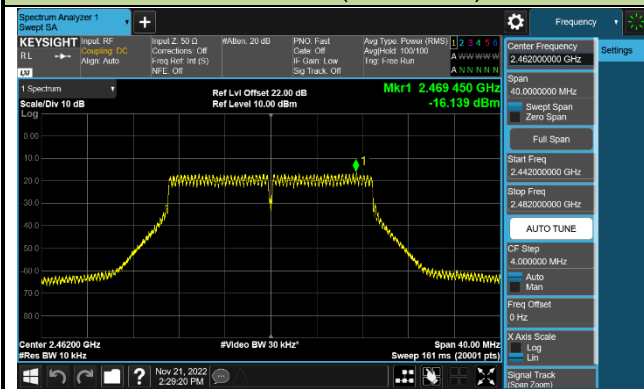 Spectrum Analyzer 1
Swept SA
Frequency
KEYSIGHT
RL
LXI
Input: RF
Coupling: DC
Align: Auto
Input Z: 50 Ω
Corrections: Off
Freq Ref: Int (S)
NFE: Off
#Atten: 20 dB
PNO: Fast
Gate: Off
IF Gain: Low
Sig Track: Off
Avg Type: Power (RMS)
Avg|Hold: 100/100
Trig: Free Run
1 2 3 4 5 6
A W W W W W
A N N N N N
Center Frequency
2.462000000 GHz
Settings
Span
40.0000000 MHz
Swept Span
Zero Span
Full Span
Start Freq
2.442000000 GHz
Stop Freq
2.482000000 GHz
AUTO TUNE
CF Step
4.000000 MHz
Auto
Man
Freq Offset
0 Hz
X Axis Scale
Log
Lin
Signal Track
(Span Zoom)
1 Spectrum
Scale/Div 10 dB
Log
Ref Lvl Offset 22.00 dB
Ref Level 10.00 dBm
Mkr1 2.469 450 GHz
-16.139 dBm
0.00
-10.0
-20.0
-30.0
-40.0
-50.0
-60.0
-70.0
-80.0
1
Center 2.46200 GHz
#Res BW 10 kHz
#Video BW 30 kHz*
Span 40.00 MHz
Sweep 161 ms (20001 pts)
?
Nov 21, 2022
2:29:20 PM